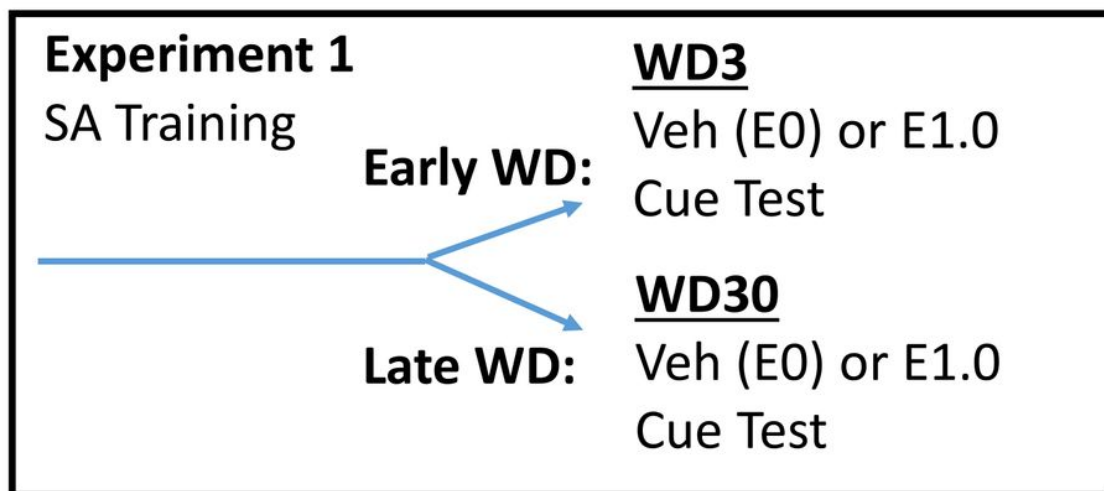 Experiment 1
SA Training
Early WD:
WD3
Veh (E0) or E1.0
Cue Test
Late WD:
WD30
Veh (E0) or E1.0
Cue Test